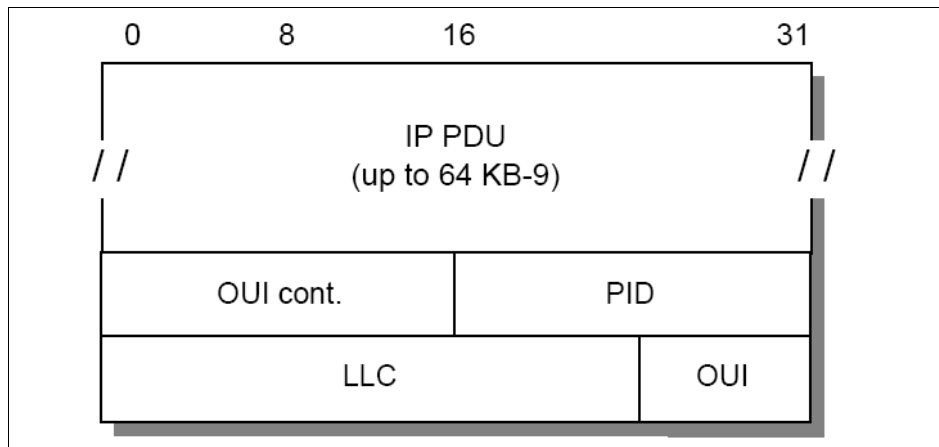 0 8 16 31
IP PDU
(up to 64 KB-9)
/ / / /
OUI cont. PID
LLC OUI